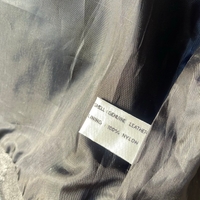 SHELL: GENUINE LEATHER
LINING: 100% NYLON